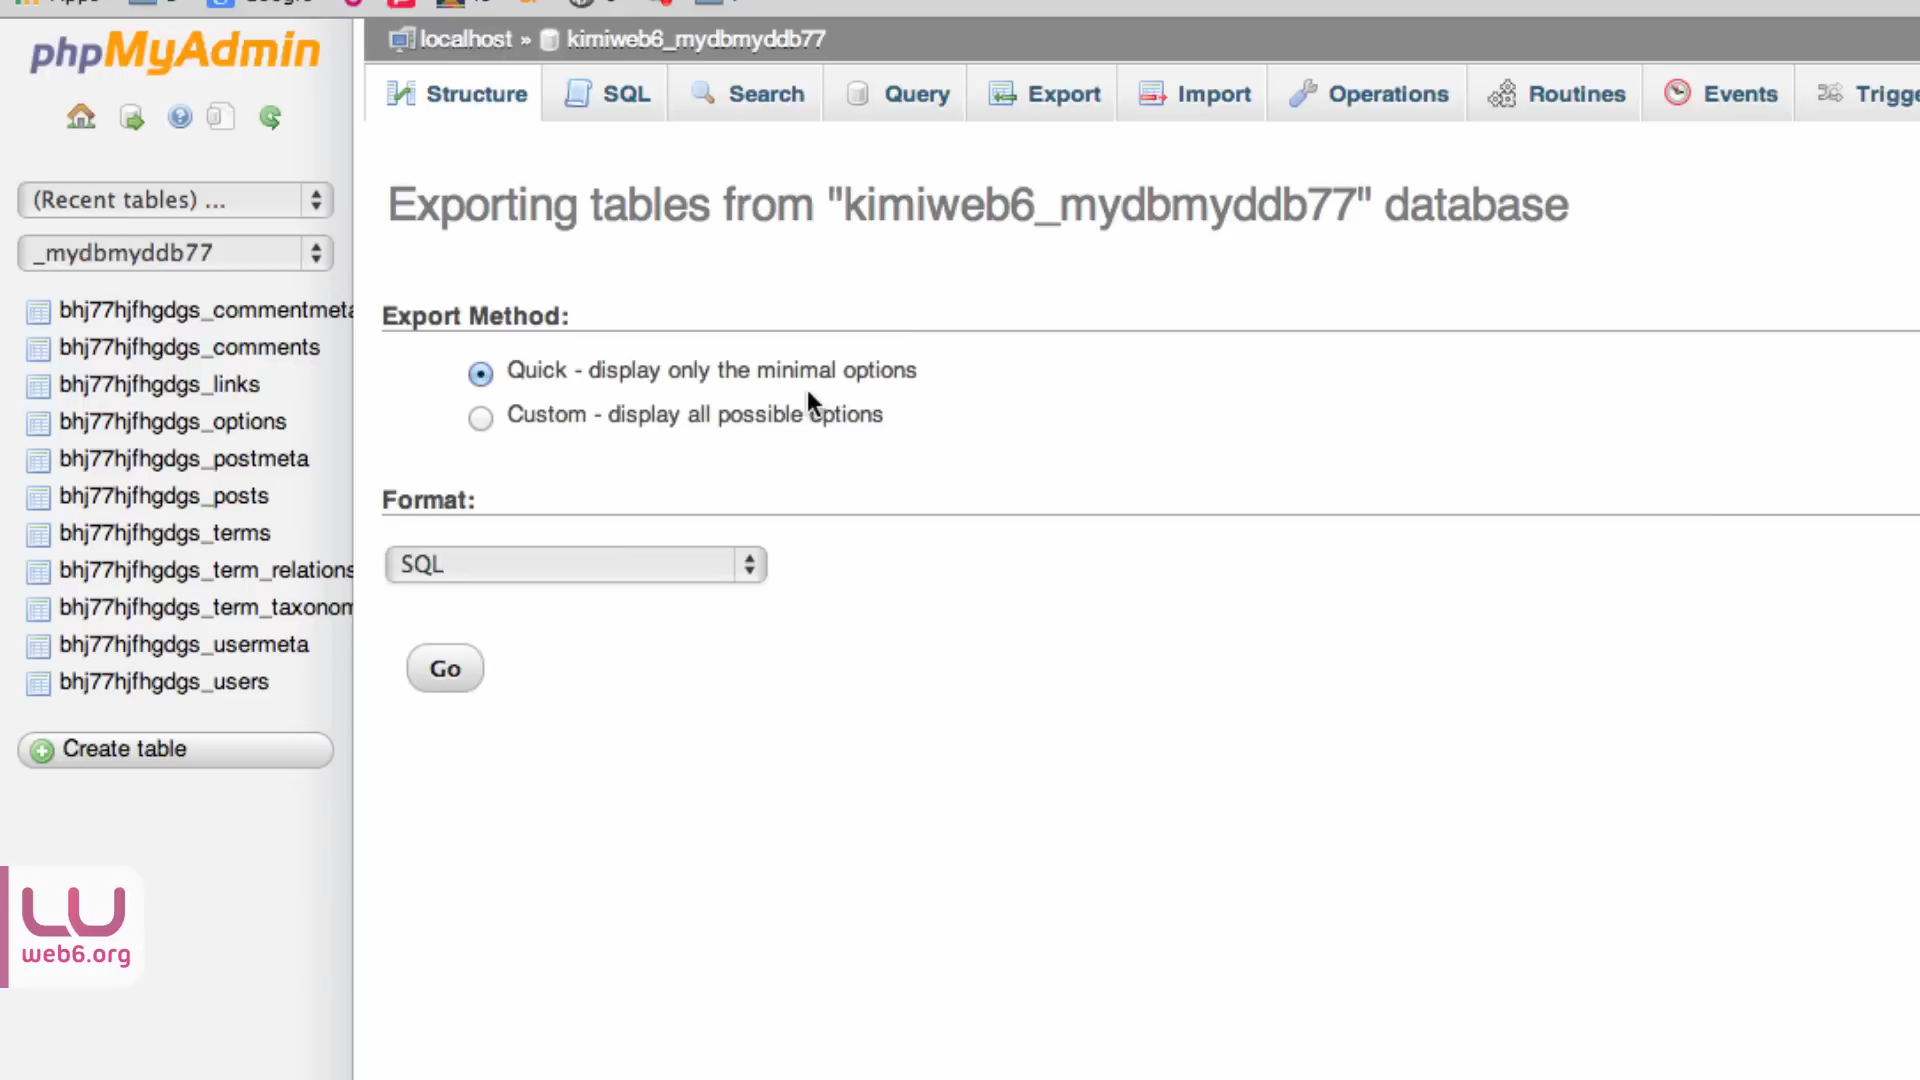 Apps
Google
phpMyAdmin
localhost » kimiweb6_mydbmyddb77
Structure
SQL
Search
Query
Export
Import
Operations
Routines
Events
Trigge
(Recent tables) ...
_mydbmyddb77
bhj77hjfhgdgs_commentmeta
bhj77hjfhgdgs_comments
bhj77hjfhgdgs_links
bhj77hjfhgdgs_options
bhj77hjfhgdgs_postmeta
bhj77hjfhgdgs_posts
bhj77hjfhgdgs_terms
bhj77hjfhgdgs_term_relations
bhj77hjfhgdgs_term_taxonom
bhj77hjfhgdgs_usermeta
bhj77hjfhgdgs_users
Create table
Exporting tables from "kimiweb6_mydbmyddb77" database
Export Method:
Quick - display only the minimal options
Custom - display all possible options
Format:
SQL
Go
web6.org